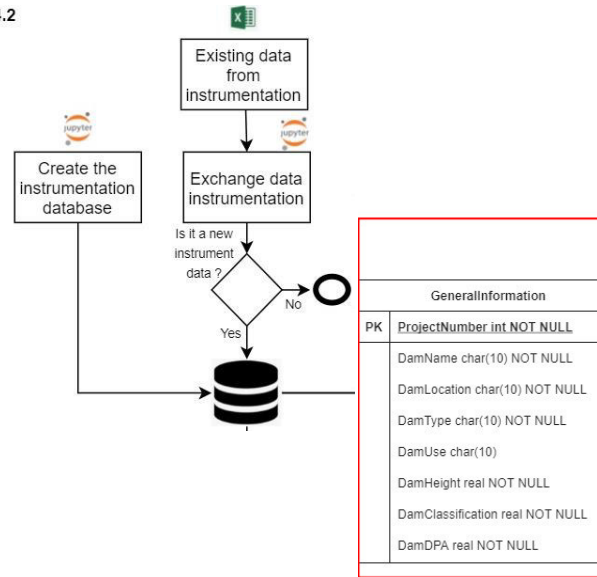 4.2
Existing data
from
instrumentation
jupyter
jupyter
Create the
instrumentation
database
Exchange data
instrumentation
Is it a new
instrument
data ?
No
Yes
GeneralInformation
PK ProjectNumber int NOT NULL
DamName char(10) NOT NULL
DamLocation char(10) NOT NULL
DamType char(10) NOT NULL
DamUse char(10)
DamHeight real NOT NULL
DamClassification real NOT NULL
DamDPA real NOT NULL